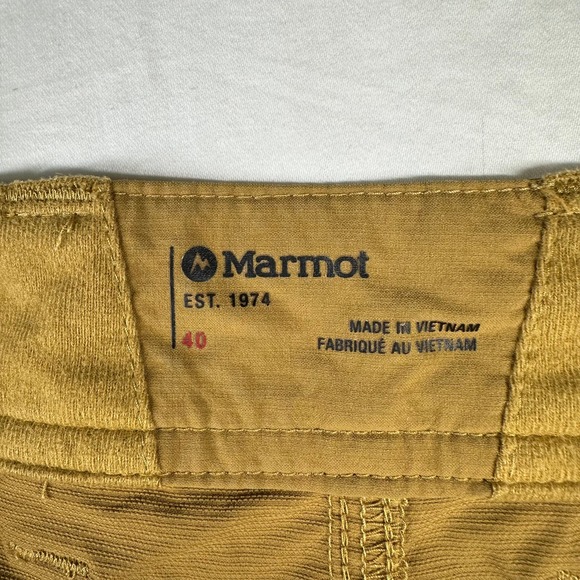 Marmot
EST. 1974
40
MADE IN VIETNAM
FABRIQUÉ AU VIETNAM